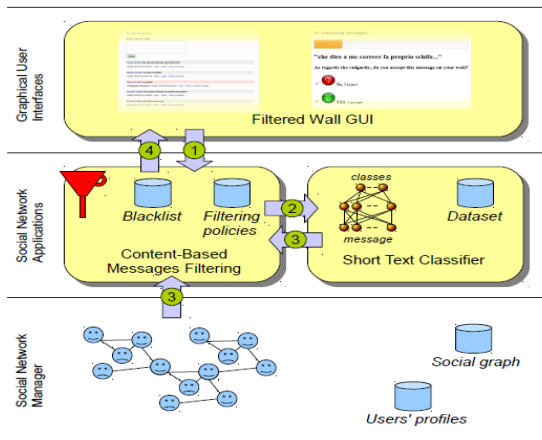 Graphical User
Interfaces
"che dire a me correre fa proprio schifo..."
As regards the vulgarity, do you accept this message on your wall?
No, I reject
YES, I accept
Filtered Wall GUI
4
1
Social Network
Applications
Blacklist
Filtering
policies
Content-Based
Messages Filtering
2
3
classes
message
Dataset
Short Text Classifier
3
Social Network
Manager
Social graph
Users' profiles